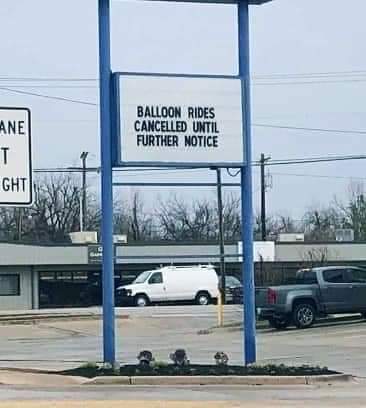 BALLOON RIDES
CANCELLED UNTIL
FURTHER NOTICE
ANE
T
GHT